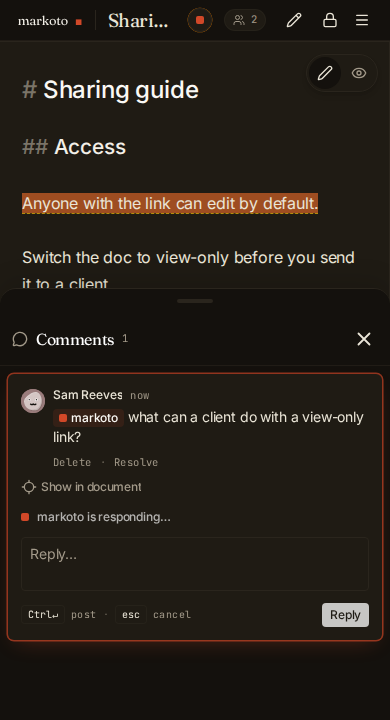 markoto
Shari...
2
# Sharing guide
## Access
Anyone with the link can edit by default.
Switch the doc to view-only before you send
it to a client
Comments 1
Sam Reeves now
markoto what can a client do with a view-only
link?
Delete · Resolve
Show in document
markoto is responding...
Reply...
Ctrl↵ post · esc cancel
Reply